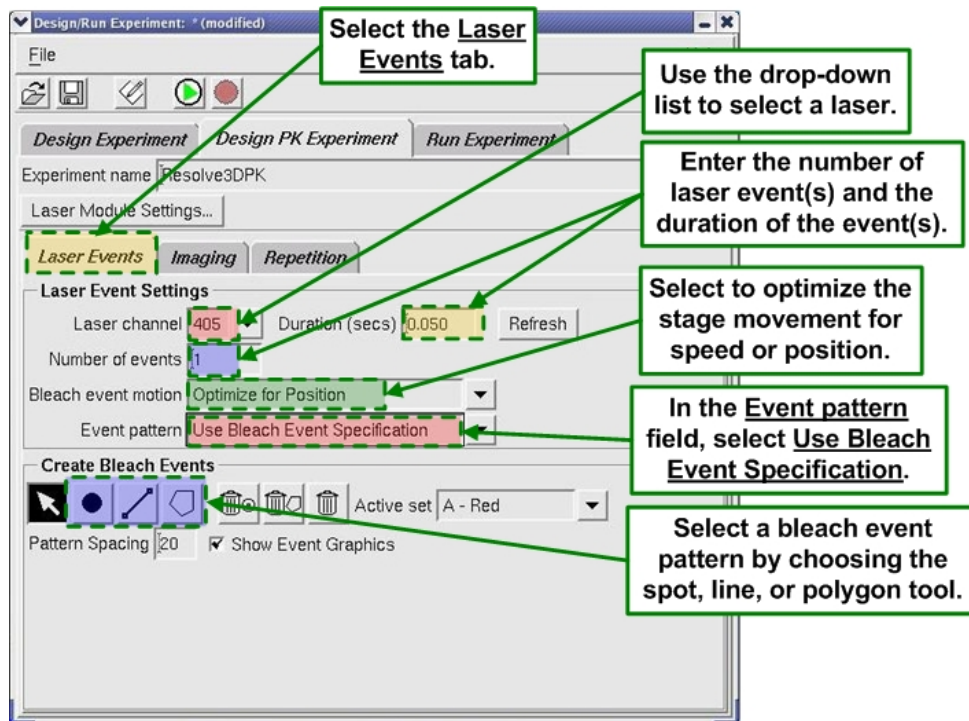 Design/Run Experiment: * (modified)
Select the Laser
Events tab.
File
Use the drop-down
list to select a laser.
Design Experiment
Design PK Experiment
Run Experiment
Experiment name
Resolve3DPK
Enter the number of
laser event(s) and the
duration of the event(s).
Laser Module Settings...
Laser Events
Imaging
Repetition
Laser Event Settings
Laser channel
405
Duration (secs)
0.050
Refresh
Select to optimize the
stage movement for
speed or position.
Number of events
1
Bleach event motion
Optimize for Position
Event pattern
Use Bleach Event Specification
In the Event pattern
field, select Use Bleach
Event Specification.
Create Bleach Events
Active set
A - Red
Pattern Spacing
20
Show Event Graphics
Select a bleach event
pattern by choosing the
spot, line, or polygon tool.